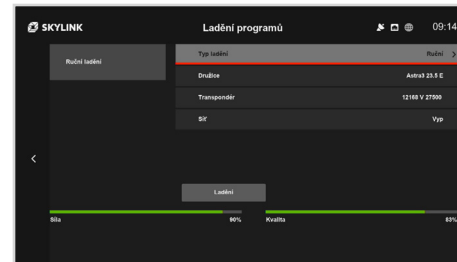 SKYLINK
Ladění programů
09:14
Ruční ladění
Typ ladění Ruční
Družice Astra3 23.5 E
Transpondér 12168 V 27500
Síť Vyp
Ladění
Síla 90% Kvalita 83%